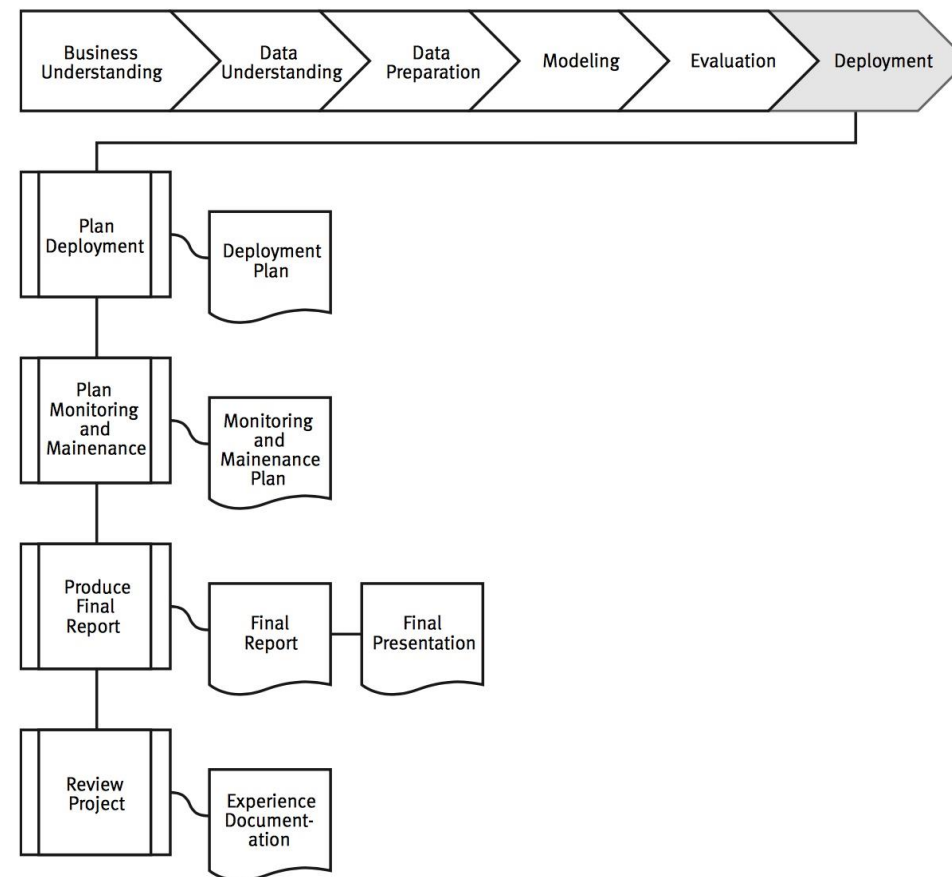 Business
Understanding
Data
Understanding
Data
Preparation
Modeling
Evaluation
Deployment
Plan
Deployment
Deployment
Plan
Plan
Monitoring
and
Mainenance
Monitoring
and
Mainenance
Plan
Produce
Final
Report
Final
Report
Final
Presentation
Review
Project
Experience
Document-
ation